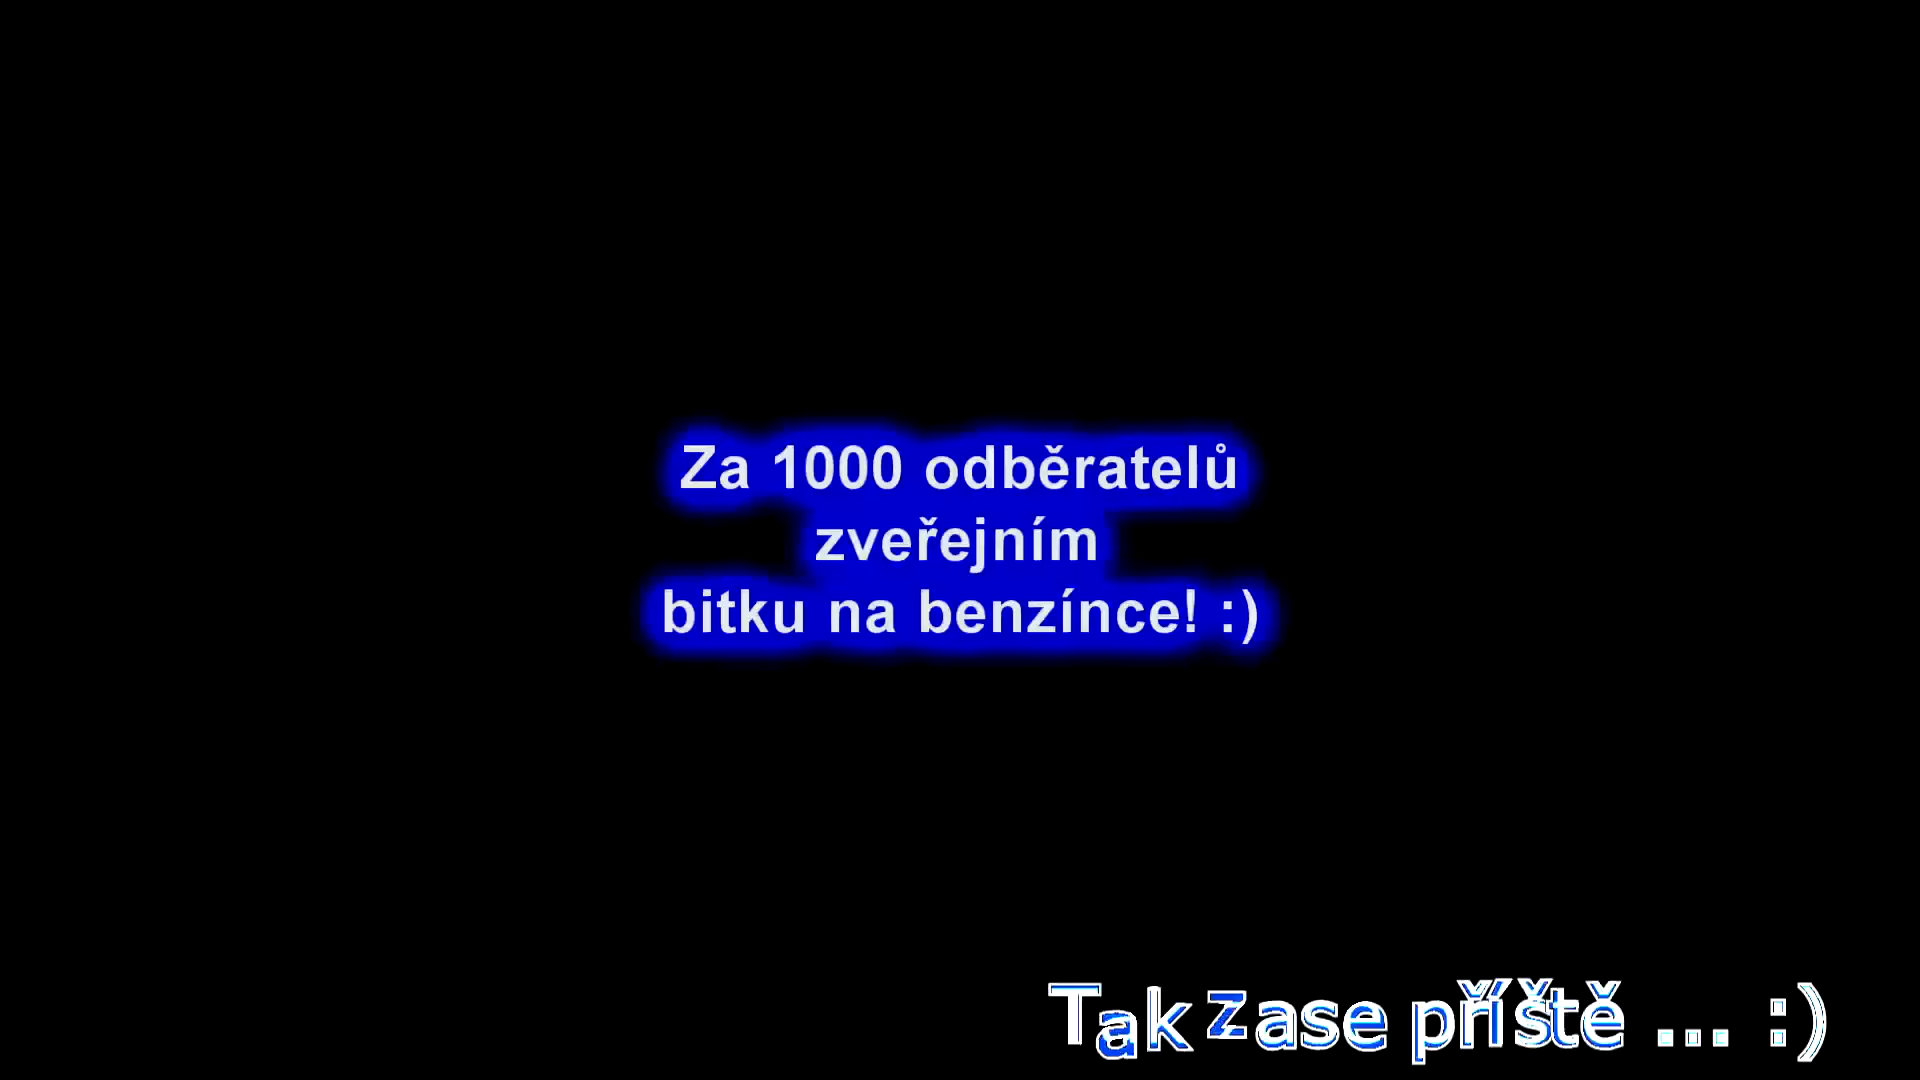 Za 1000 odběratelů
zveřejním
bitku na benzínce! :)
Tak zase příště ... :)